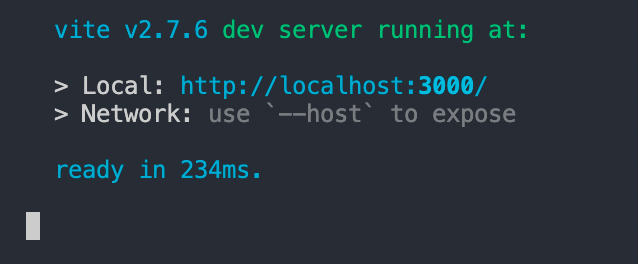 vite v2.7.6 dev server running at:
> Local: http://localhost:3000/
> Network: use `--host` to expose
ready in 234ms.